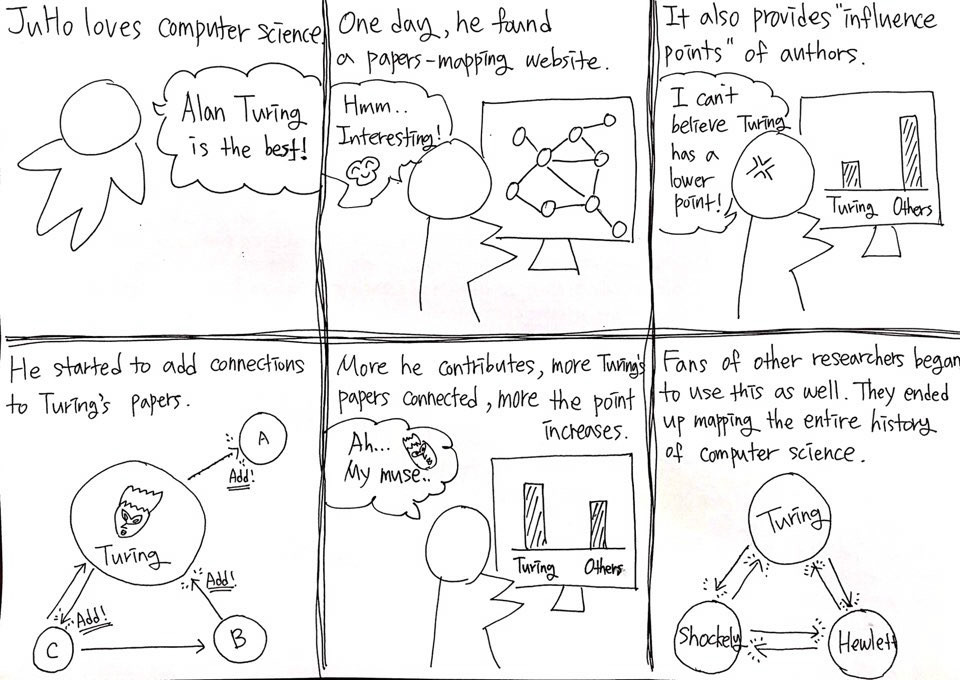 JuHo loves computer science
Alan Turing
is the best!
One day, he found
a papers-mapping website.
Hmm..
Interesting!
It also provides "influence
points" of authors.
I can't
believe Turing
has a
lower
point!
Turing Others
He started to add connections
to Turing's papers.
A
Add!
Turing
Add!
Add!
C
B
More he contributes, more Turing's
papers connected, more the point
increases.
Ah...
My muse..
Turing Others
Fans of other researchers began
to use this as well. They ended
up mapping the entire history
of computer science.
Turing
Shockely
Hewlett